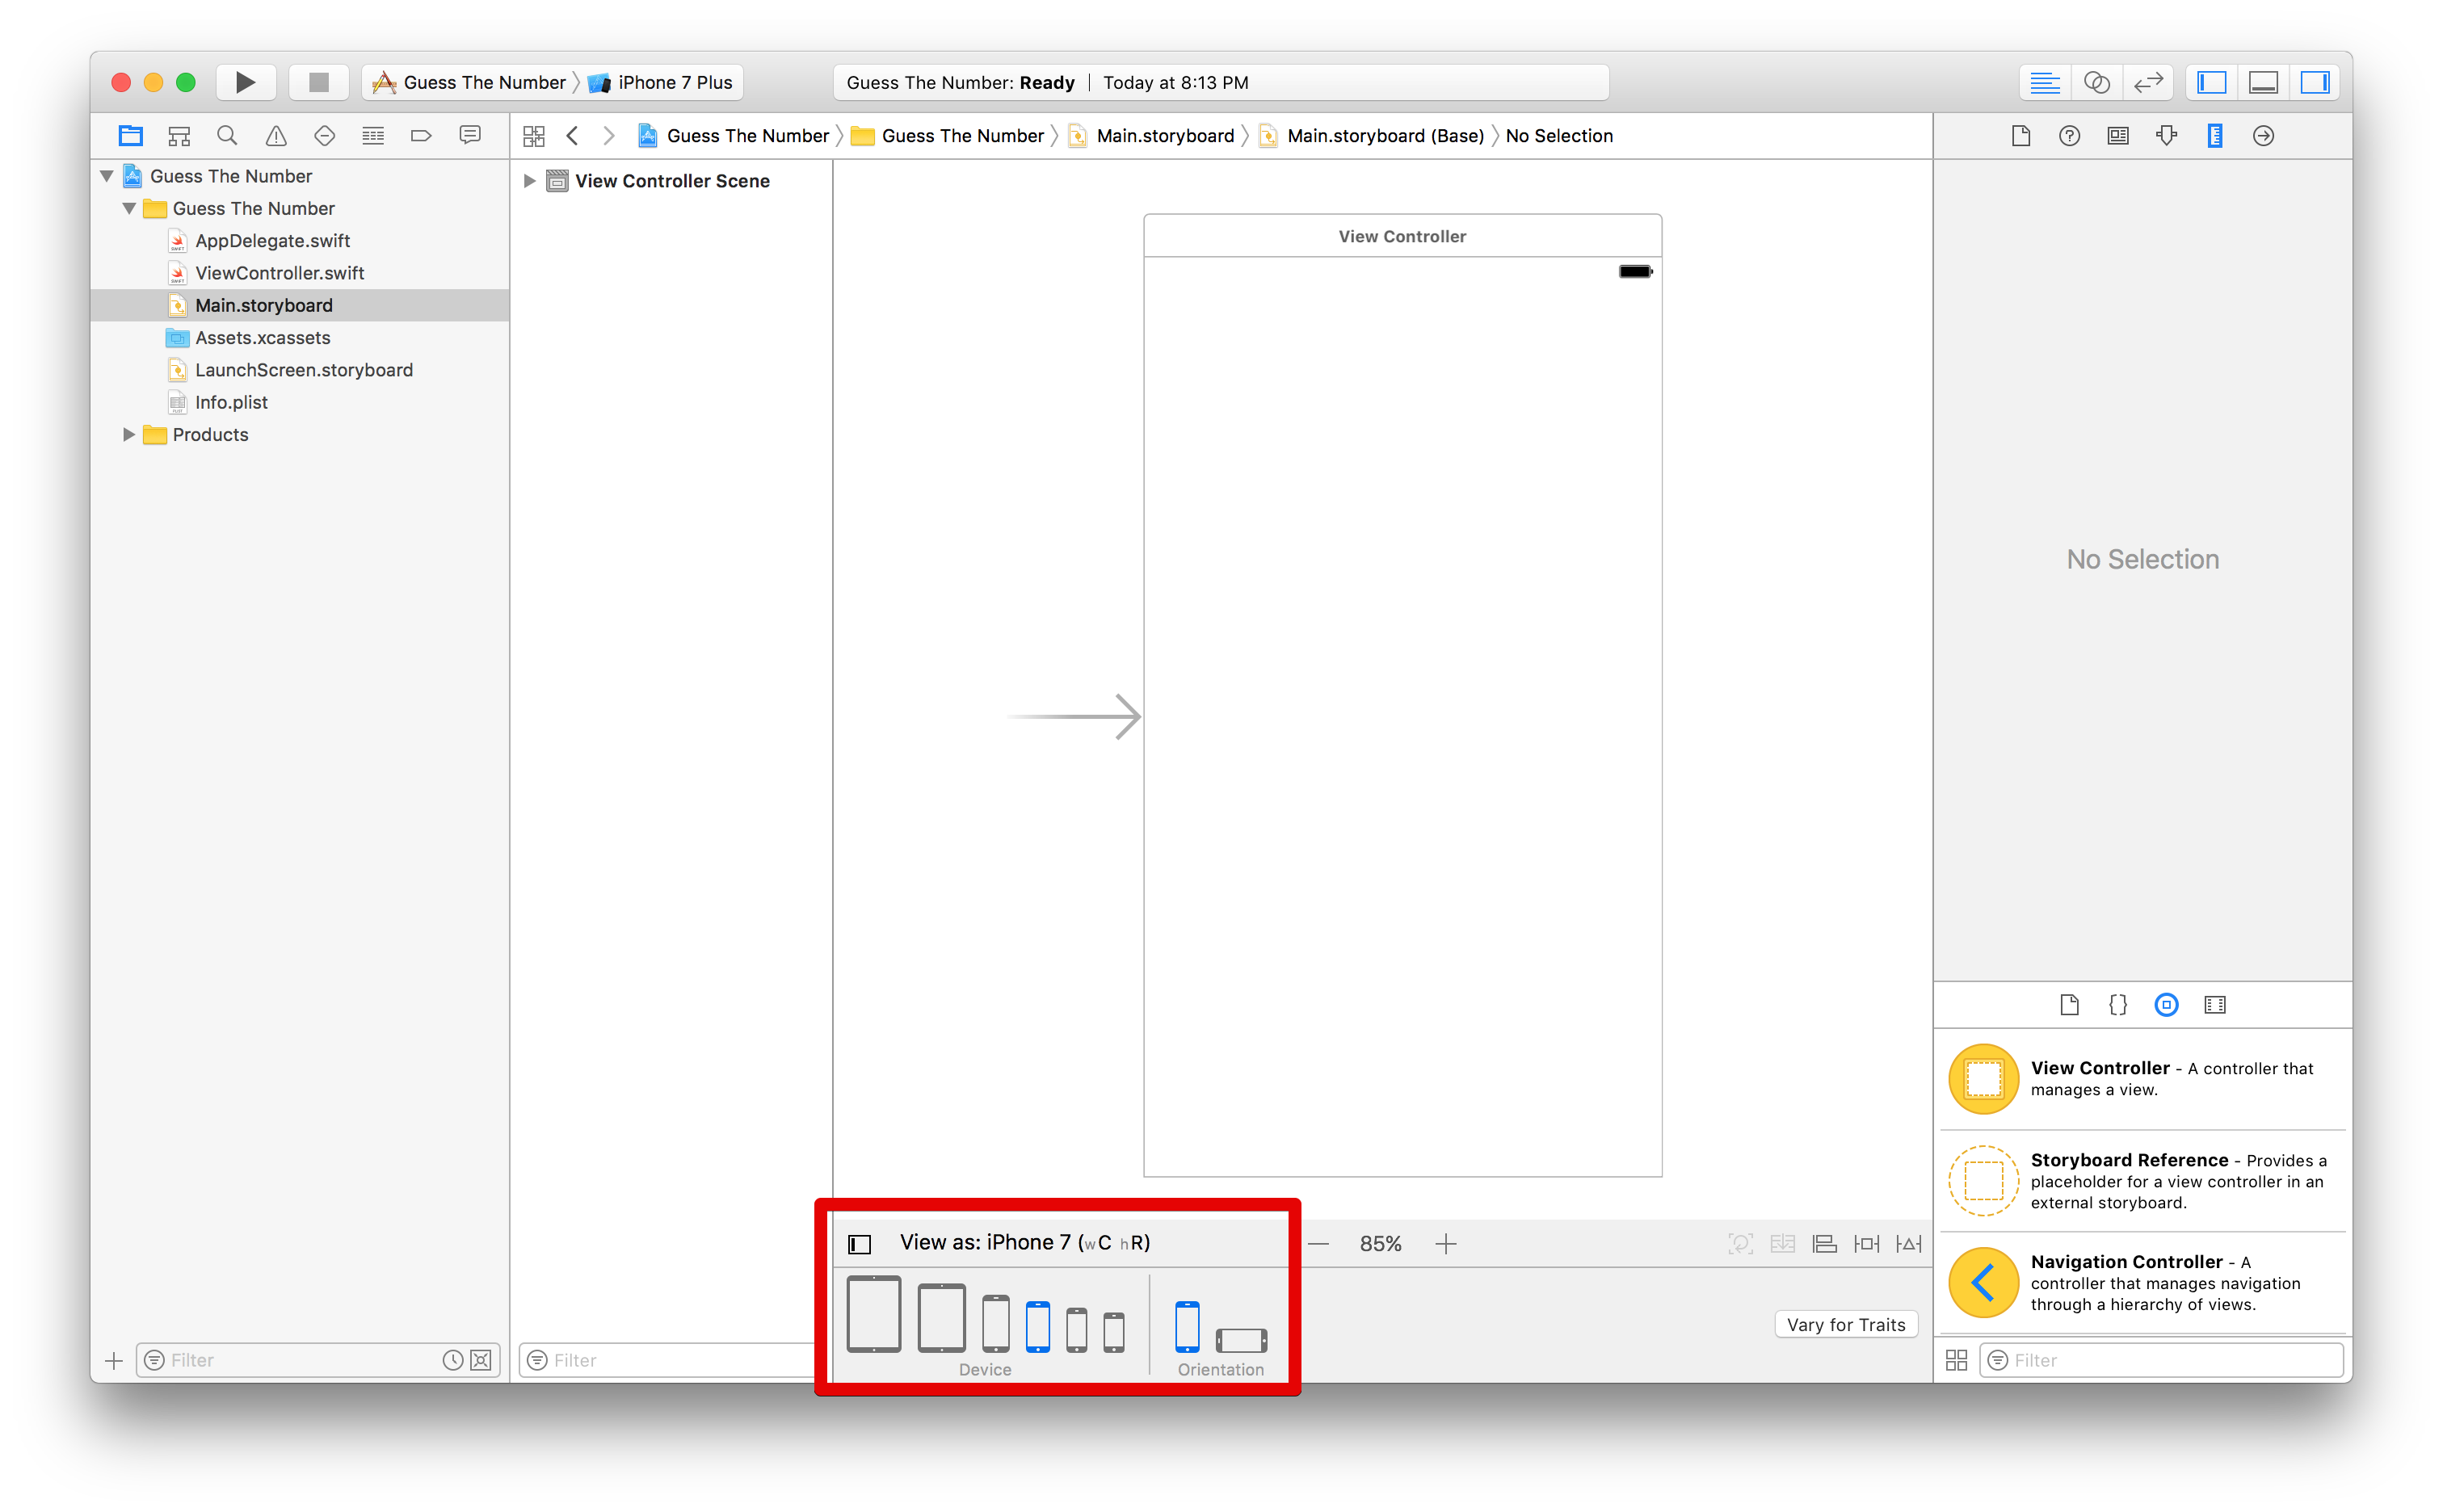 Guess The Number 〉 iPhone 7 Plus
Guess The Number: Ready | Today at 8:13 PM
Guess The Number 〉 Guess The Number 〉 Main.storyboard 〉 Main.storyboard (Base) 〉 No Selection
Guess The Number
Guess The Number
AppDelegate.swift
ViewController.swift
Main.storyboard
Assets.xcassets
LaunchScreen.storyboard
Info.plist
Products
Filter
View Controller Scene
Filter
View Controller
View as: iPhone 7 (wC hR)
85%
Device
Orientation
Vary for Traits
No Selection
View Controller - A controller that
manages a view.
Storyboard Reference - Provides a
placeholder for a view controller in an
external storyboard.
Navigation Controller - A
controller that manages navigation
through a hierarchy of views.
Filter